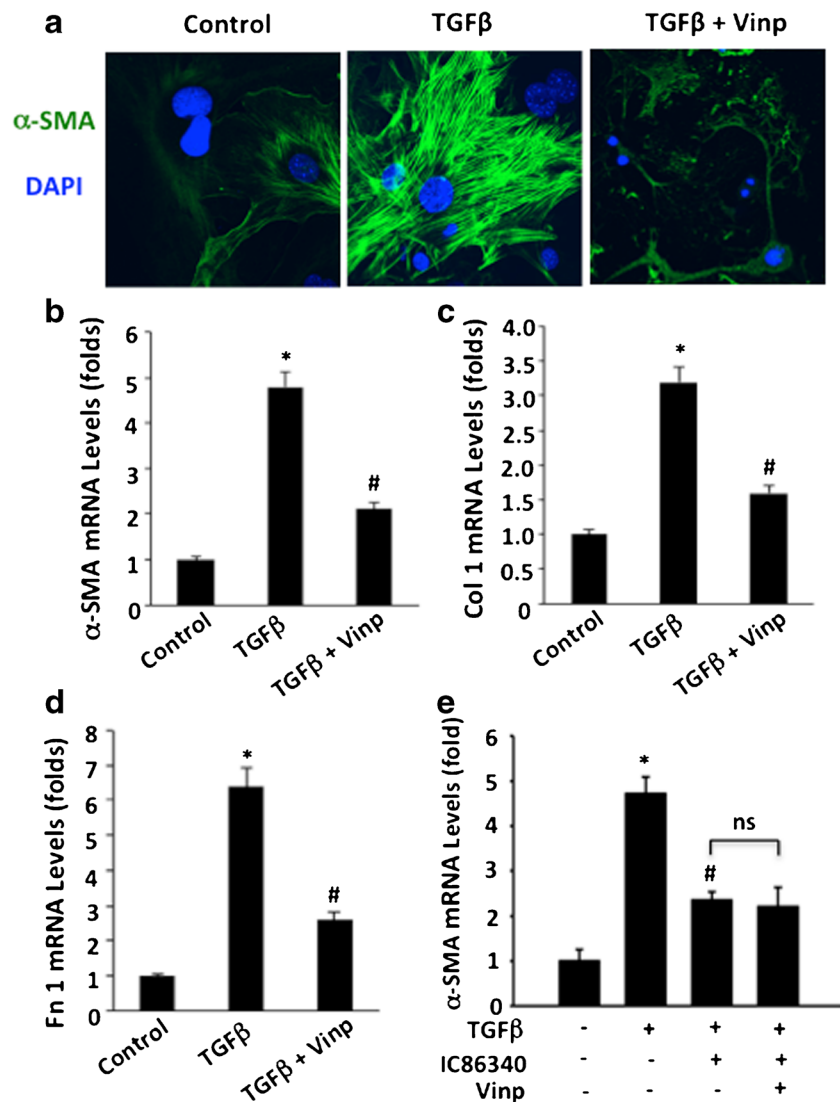 a
Control TGFβ TGFβ + Vinp
α-SMA
DAPI
b
α-SMA mRNA Levels (folds)
6
5
4
3
2
1
0
*
#
Control TGFβ TGFβ + Vinp
c
Col 1 mRNA Levels (folds)
4.0
3.5
3.0
2.5
2.0
1.5
1.0
0.5
0
*
#
Control TGFβ TGFβ + Vinp
d
Fn 1 mRNA Levels (folds)
8
7
6
5
4
3
2
1
0
*
#
Control TGFβ TGFβ + Vinp
e
α-SMA mRNA Levels (fold)
6
5
4
3
2
1
0
*
#
ns
TGFβ - + + +
IC86340 - - + +
Vinp - - - +